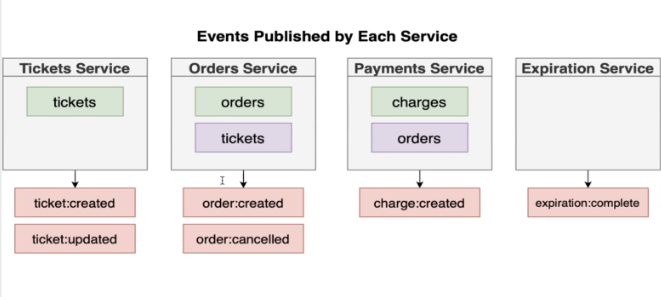 Events Published by Each Service
Tickets Service
tickets
ticket:created
ticket:updated
Orders Service
orders
tickets
order:created
order:cancelled
Payments Service
charges
orders
charge:created
Expiration Service
expiration:complete